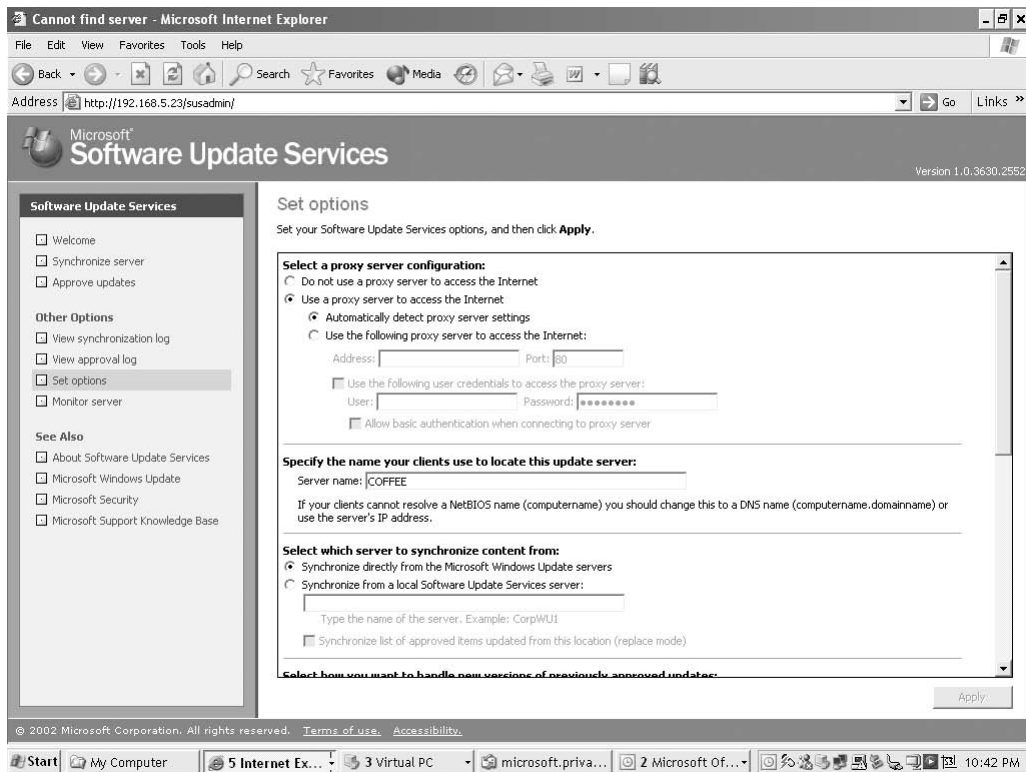 Cannot find server - Microsoft Internet Explorer
File Edit View Favorites Tools Help
Back Search Favorites Media
Address http://192.168.5.23/susadmin/ Go Links »
Microsoft®
Software Update Services
Version 1.0.3630.2552
Software Update Services
Welcome
Synchronize server
Approve updates
Other Options
View synchronization log
View approval log
Set options
Monitor server
See Also
About Software Update Services
Microsoft Windows Update
Microsoft Security
Microsoft Support Knowledge Base
Set options
Set your Software Update Services options, and then click Apply.
Select a proxy server configuration:
Do not use a proxy server to access the Internet
Use a proxy server to access the Internet
Automatically detect proxy server settings
Use the following proxy server to access the Internet:
Address: Port: 80
Use the following user credentials to access the proxy server:
User: Password: ●●●●●●●●
Allow basic authentication when connecting to proxy server
Specify the name your clients use to locate this update server:
Server name: COFFEE
If your clients cannot resolve a NetBIOS name (computername) you should change this to a DNS name (computername.domainname) or
use the server's IP address.
Select which server to synchronize content from:
Synchronize directly from the Microsoft Windows Update servers
Synchronize from a local Software Update Services server:
Type the name of the server. Example: CorpWU1
Synchronize list of approved items updated from this location (replace mode)
Select how you want to handle new versions of previously approved updates:
Apply
© 2002 Microsoft Corporation. All rights reserved. Terms of use. Accessibility.
Start My Computer 5 Internet Ex... 3 Virtual PC microsoft.priva... 2 Microsoft Of... 10:42 PM